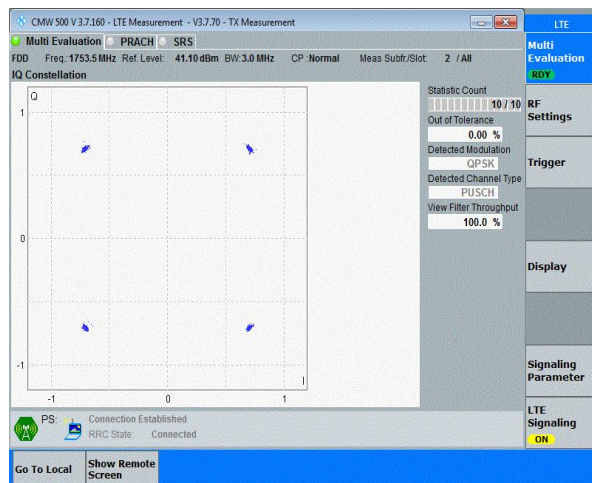 CMW 500 V 3.7.160 - LTE Measurement - V3.7.70 - TX Measurement
LTE
Multi Evaluation PRACH SRS
FDD Freq.:1753.5 MHz Ref. Level: 41.10 dBm BW:3.0 MHz CP :Normal Meas Subfr./Slot: 2 / All
IQ Constellation
Q
1
0
-1
I
-1 0 1
Statistic Count
10 / 10
Out of Tolerance
0.00 %
Detected Modulation
QPSK
Detected Channel Type
PUSCH
View Filter Throughput
100.0 %
Multi
Evaluation
RDY
RF
Settings
Trigger
Display
Signaling
Parameter
LTE
Signaling
ON
PS: Connection Established
RRC State: Connected
Go To Local
Show Remote
Screen